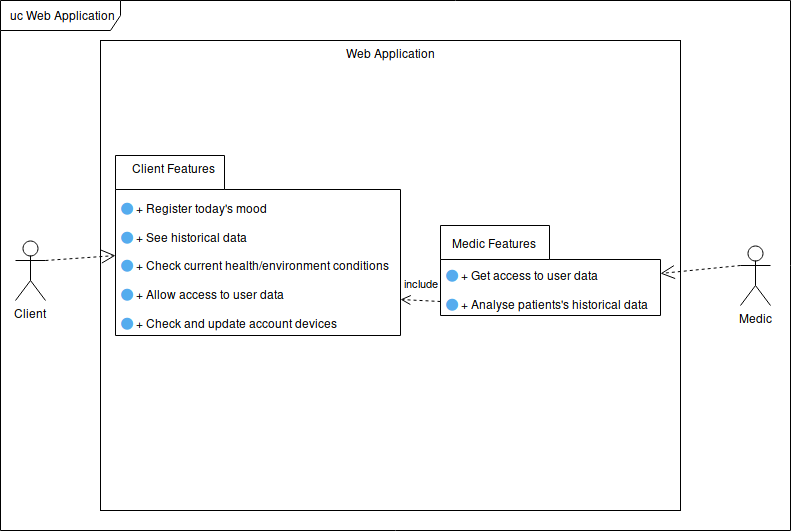 uc Web Application
Web Application
Client Features
+ Register today's mood
+ See historical data
+ Check current health/environment conditions
+ Allow access to user data
+ Check and update account devices
Client
include
Medic Features
+ Get access to user data
+ Analyse patients's historical data
Medic